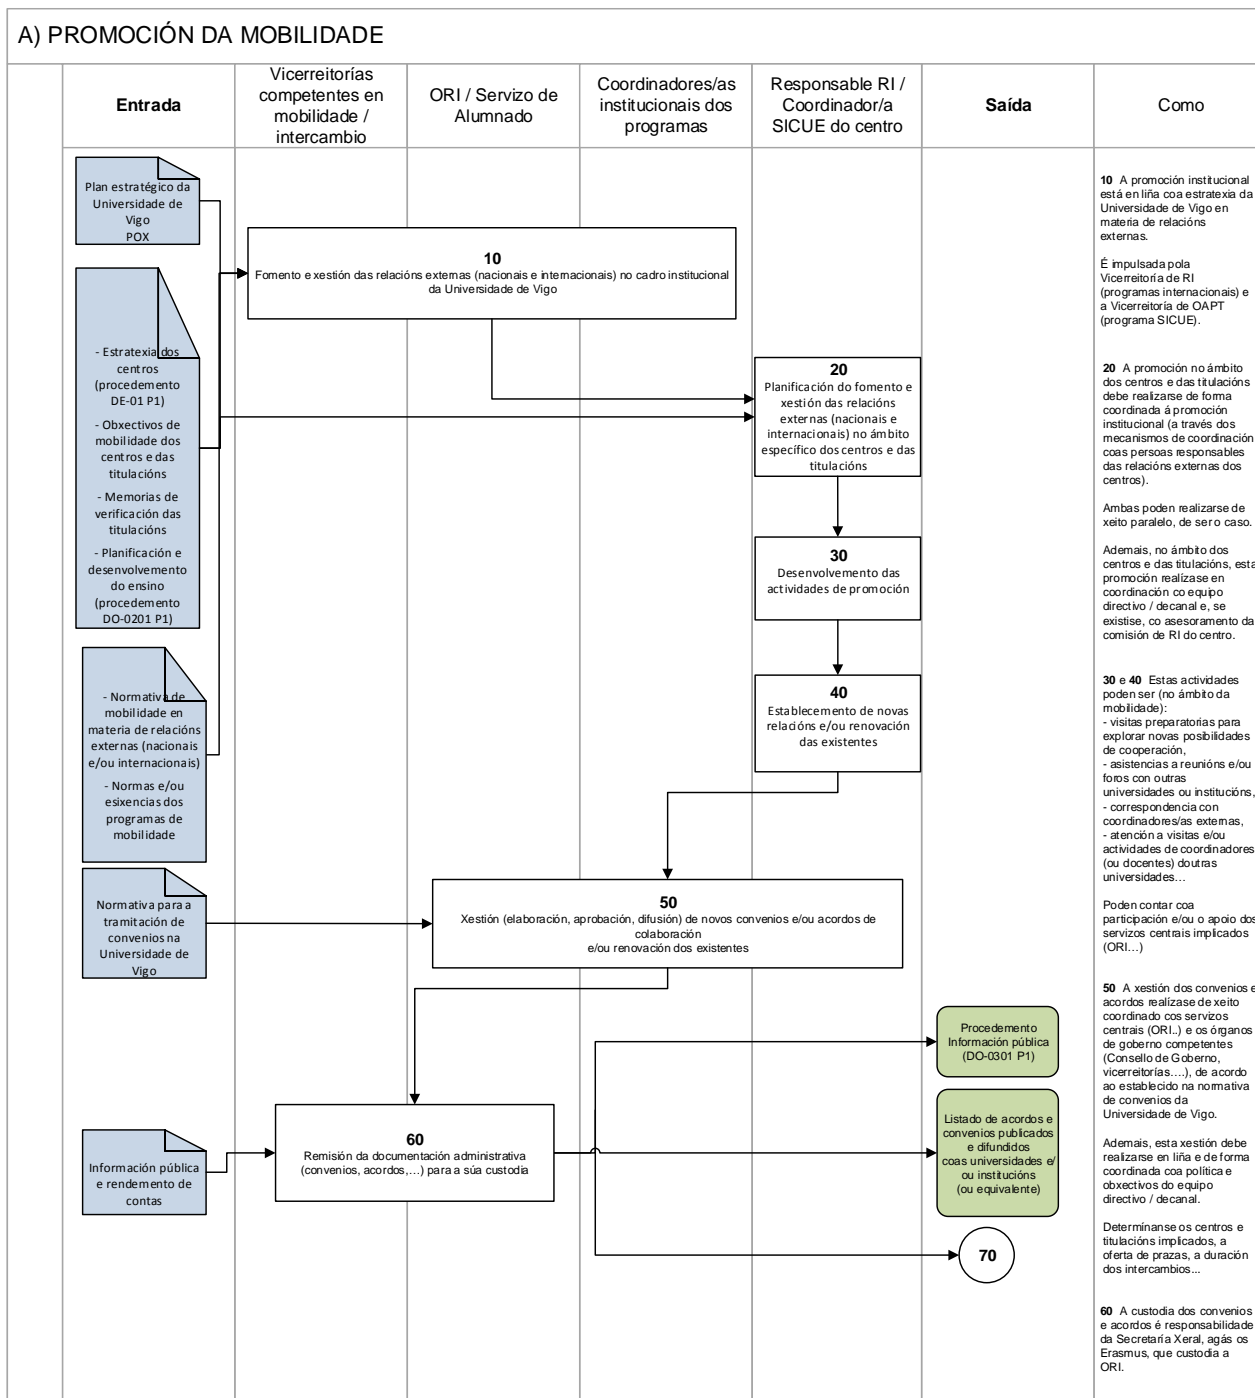 A) PROMOCIÓN DA MOBILIDADE
Entrada
Vicerreitorías
competentes en
mobilidade /
intercambio
ORI / Servizo de
Alumnado
Coordinadores/as
institucionais dos
programas
Responsable RI /
Coordinador/a
SICUE do centro
Saída
Como
Plan estratégico da
Universidade de
Vigo
POX
- Estratexia dos
centros
(procedemento
DE-01 P1)
- Obxectivos de
mobilidade dos
centros e das
titulacións
- Memorias de
verificación das
titulacións
- Planificación e
desenvolvemento
do ensino
(procedemento
DO-0201 P1)
- Normativa de
mobilidade en
materia de relacións
externas (nacionais
e/ou internacionais)
- Normas e/ou
esixencias dos
programas de
mobilidade
Normativa para a
tramitación de
convenios na
Universidade de
Vigo
Información pública
e rendemento de
contas
10
Fomento e xestión das relacións externas (nacionais e internacionais) no cadro institucional
da Universidade de Vigo
20
Planificación do fomento e
xestión das relacións
externas (nacionais e
internacionais) no ámbito
específico dos centros e das
titulacións
30
Desenvolvemento das
actividades de promoción
40
Establecemento de novas
relacións e/ou renovación
das existentes
50
Xestión (elaboración, aprobación, difusión) de novos convenios e/ou acordos de
colaboración
e/ou renovación dos existentes
60
Remisión da documentación administrativa
(convenios, acordos,...) para a súa custodia
Procedemento
Información pública
(DO-0301 P1)
Listado de acordos e
convenios publicados
e difundidos
coas universidades e/
ou institucións
(ou equivalente)
70
10 A promoción institucional
está en liña coa estratexia da
Universidade de Vigo en
materia de relacións
externas.
É impulsada pola
Vicerreitoría de RI
(programas internacionais) e
a Vicerreitoría de OAPT
(programa SICUE).
20 A promoción no ámbito
dos centros e das titulacións
debe realizarse de forma
coordinada á promoción
institucional (a través dos
mecanismos de coordinación
coas persoas responsables
das relacións externas dos
centros).
Ambas poden realizarse de
xeito paralelo, de ser o caso.
Ademais, no ámbito dos
centros e das titulacións, esta
promoción realízase en
coordinación co equipo
directivo / decanal e, se
existise, co asesoramento da
comisión de RI do centro.
30 e 40 Estas actividades
poden ser (no ámbito da
mobilidade):
- visitas preparatorias para
explorar novas posibilidades
de cooperación,
- asistencias a reunións e/ou
foros con outras
universidades ou institucións,
- correspondencia con
coordinadores/as externas,
- atención a visitas e/ou
actividades de coordinadores
(ou docentes) doutras
universidades...
Poden contar coa
participación e/ou o apoio dos
servizos centrais implicados
(ORI...)
50 A xestión dos convenios e
acordos realízase de xeito
coordinado cos servizos
centrais (ORI..) e os órganos
de goberno competentes
(Consello de Goberno,
vicerreitorías....), de acordo
ao establecido na normativa
de convenios da
Universidade de Vigo.
Ademais, esta xestión debe
realizarse en liña e de forma
coordinada coa política e
obxectivos do equipo
directivo / decanal.
Determínanse os centros e
titulacións implicados, a
oferta de prazas, a duración
dos intercambios...
60 A custodia dos convenios
e acordos é responsabilidade
da Secretaría Xeral, agás os
Erasmus, que custodia a
ORI.